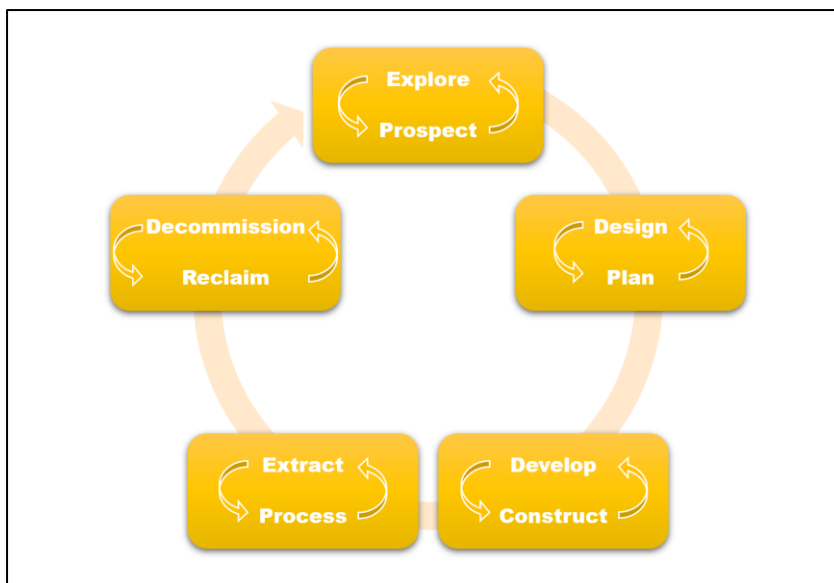 Explore
Prospect
Design
Plan
Develop
Construct
Extract
Process
Decommission
Reclaim